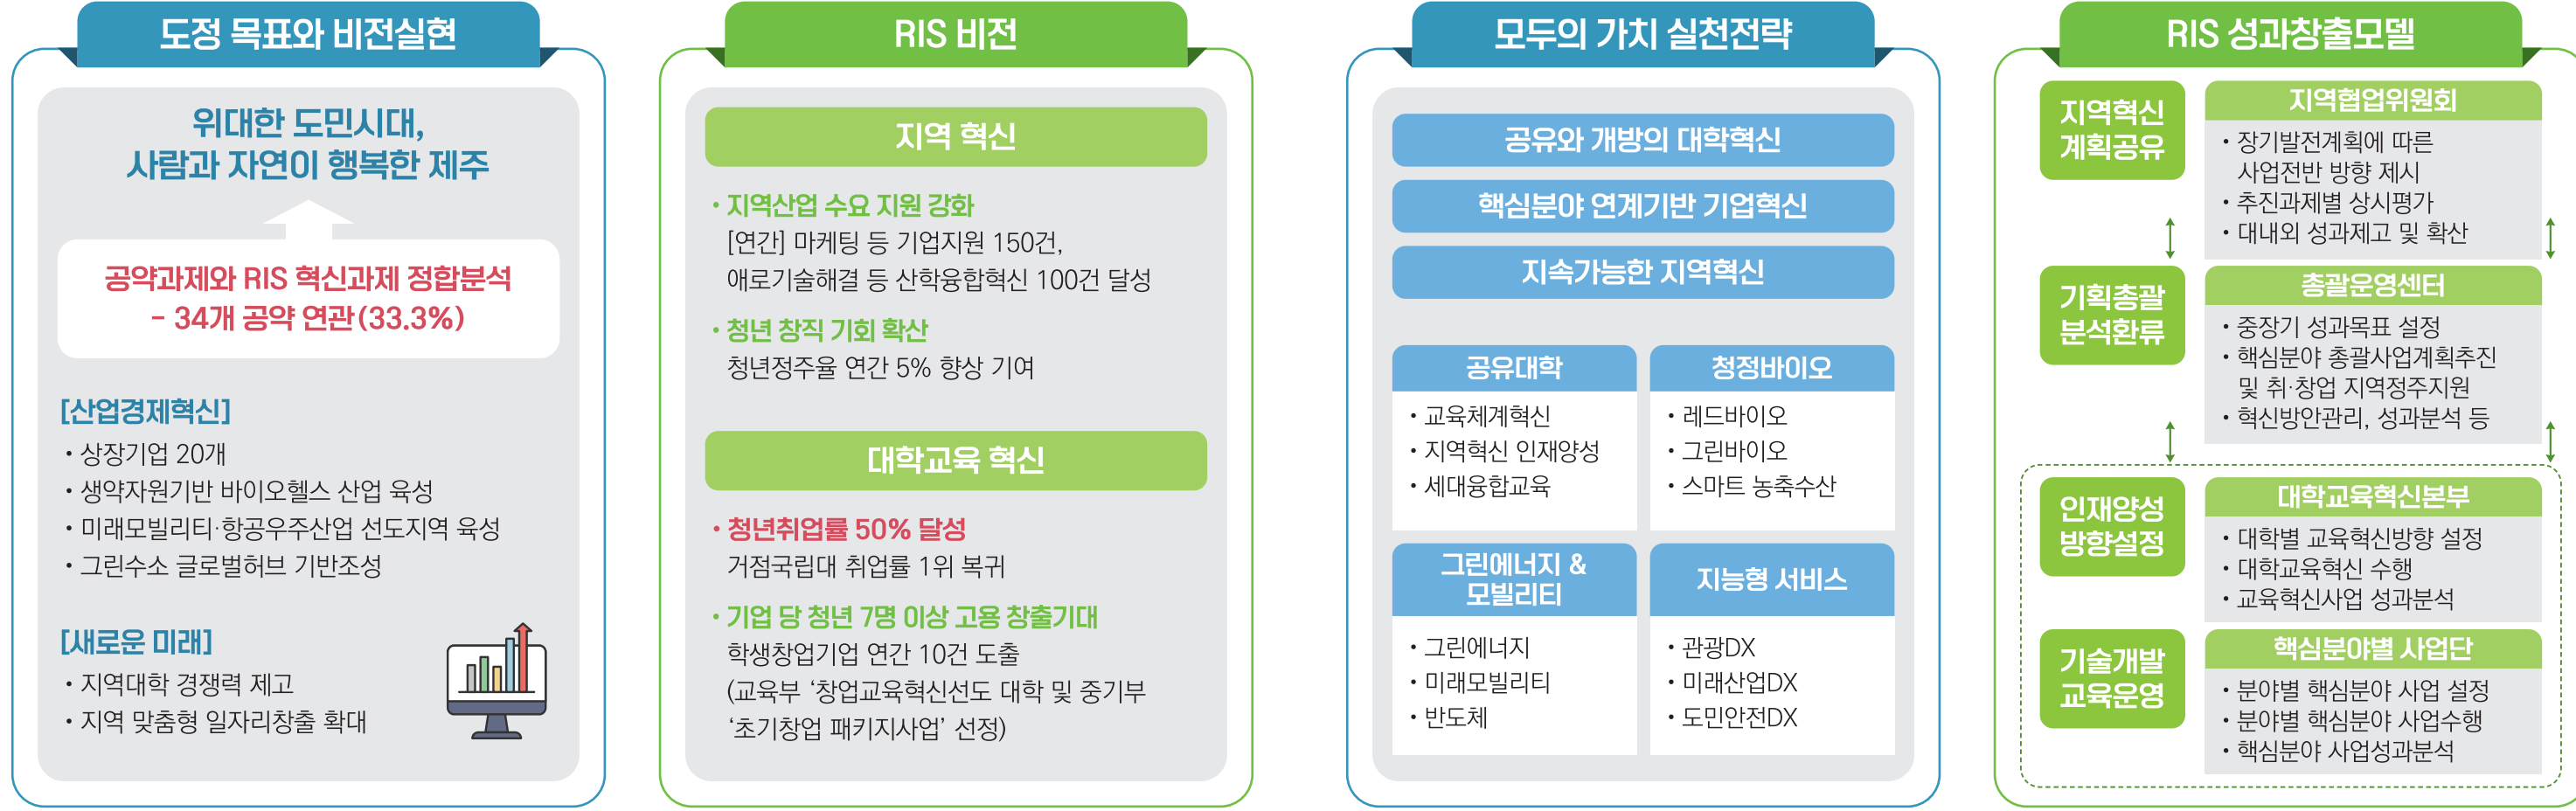 도정 목표와 비전실현
위대한 도민시대,
사람과 자연이 행복한 제주
공약과제와 RIS 혁신과제 정합분석
- 34개 공약 연관(33.3%)
[산업경제혁신]
• 상장기업 20개
• 생약자원기반 바이오헬스 산업 육성
• 미래모빌리티·항공우주산업 선도지역 육성
• 그린수소 글로벌허브 기반조성
[새로운 미래]
• 지역대학 경쟁력 제고
• 지역 맞춤형 일자리창출 확대
RIS 비전
지역 혁신
• 지역산업 수요 지원 강화
[연간] 마케팅 등 기업지원 150건,
애로기술해결 등 산학융합혁신 100건 달성
• 청년 창직 기회 확산
청년정주율 연간 5% 향상 기여
대학교육 혁신
• 청년취업률 50% 달성
거점국립대 취업률 1위 복귀
• 기업 당 청년 7명 이상 고용 창출기대
학생창업기업 연간 10건 도출
(교육부 ‘창업교육혁신선도 대학 및 중기부
‘초기창업 패키지사업’ 선정)
모두의 가치 실천전략
공유와 개방의 대학혁신
핵심분야 연계기반 기업혁신
지속가능한 지역혁신
공유대학
• 교육체계혁신
• 지역혁신 인재양성
• 세대융합교육
청정바이오
• 레드바이오
• 그린바이오
• 스마트 농축수산
그린에너지 &
모빌리티
• 그린에너지
• 미래모빌리티
• 반도체
지능형 서비스
• 관광DX
• 미래산업DX
• 도민안전DX
RIS 성과창출모델
지역혁신
계획공유
지역협업위원회
• 장기발전계획에 따른
사업전반 방향 제시
• 추진과제별 상시평가
• 대내외 성과제고 및 확산
기획총괄
분석환류
총괄운영센터
• 중장기 성과목표 설정
• 핵심분야 총괄사업계획추진
및 취·창업 지역정주지원
• 혁신방안관리, 성과분석 등
인재양성
방향설정
대학교육혁신본부
• 대학별 교육혁신방향 설정
• 대학교육혁신 수행
• 교육혁신사업 성과분석
기술개발
교육운영
핵심분야별 사업단
• 분야별 핵심분야 사업 설정
• 분야별 핵심분야 사업수행
• 핵심분야 사업성과분석